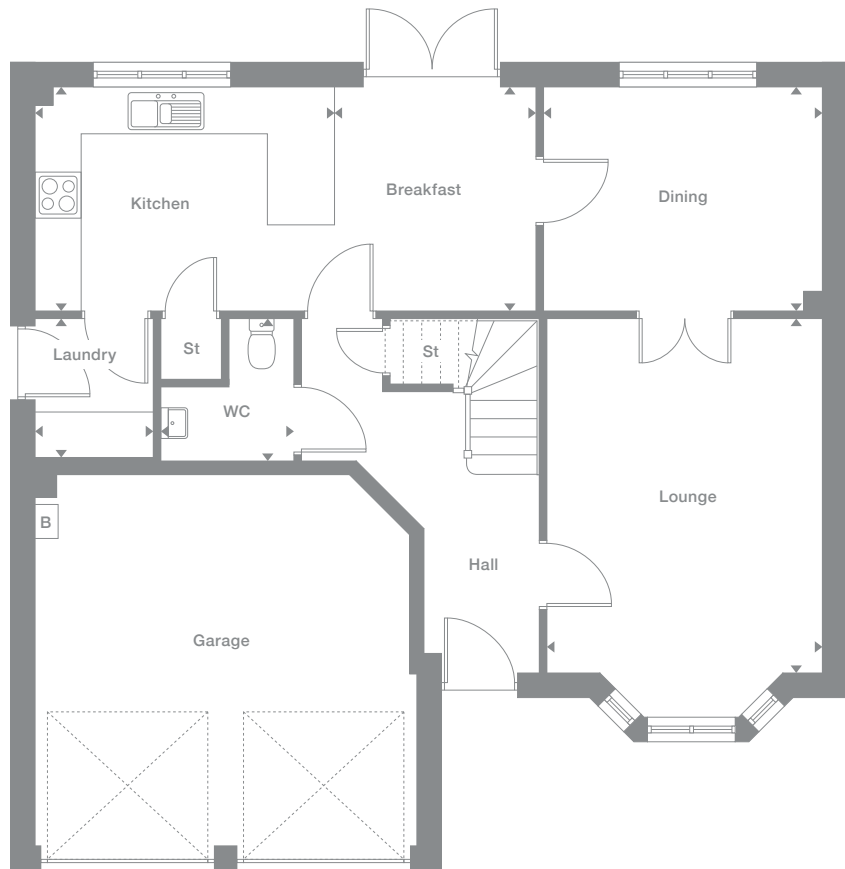 Kitchen
Breakfast
Dining
Laundry
St
St
WC
Lounge
B
Hall
Garage